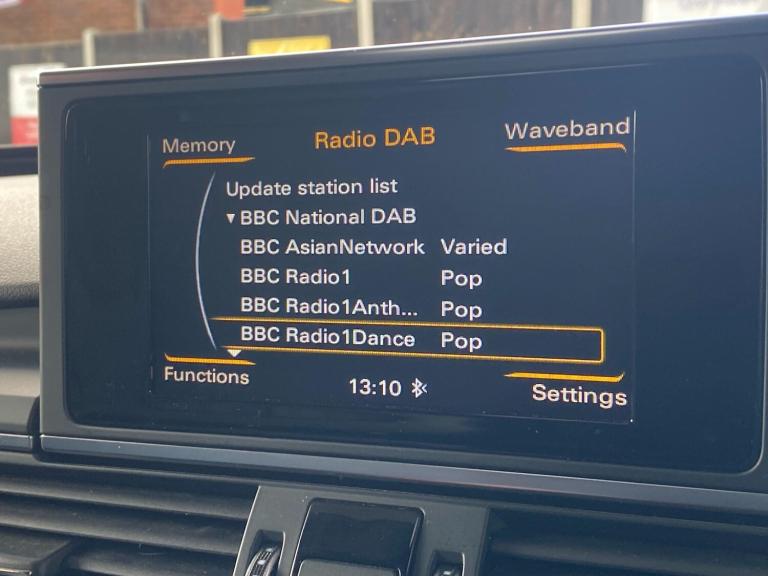 Memory Radio DAB Waveband
Update station list
▼ BBC National DAB
BBC AsianNetwork Varied
BBC Radio1 Pop
BBC Radio1Anth... Pop
BBC Radio1Dance Pop
Functions 13:10 Settings